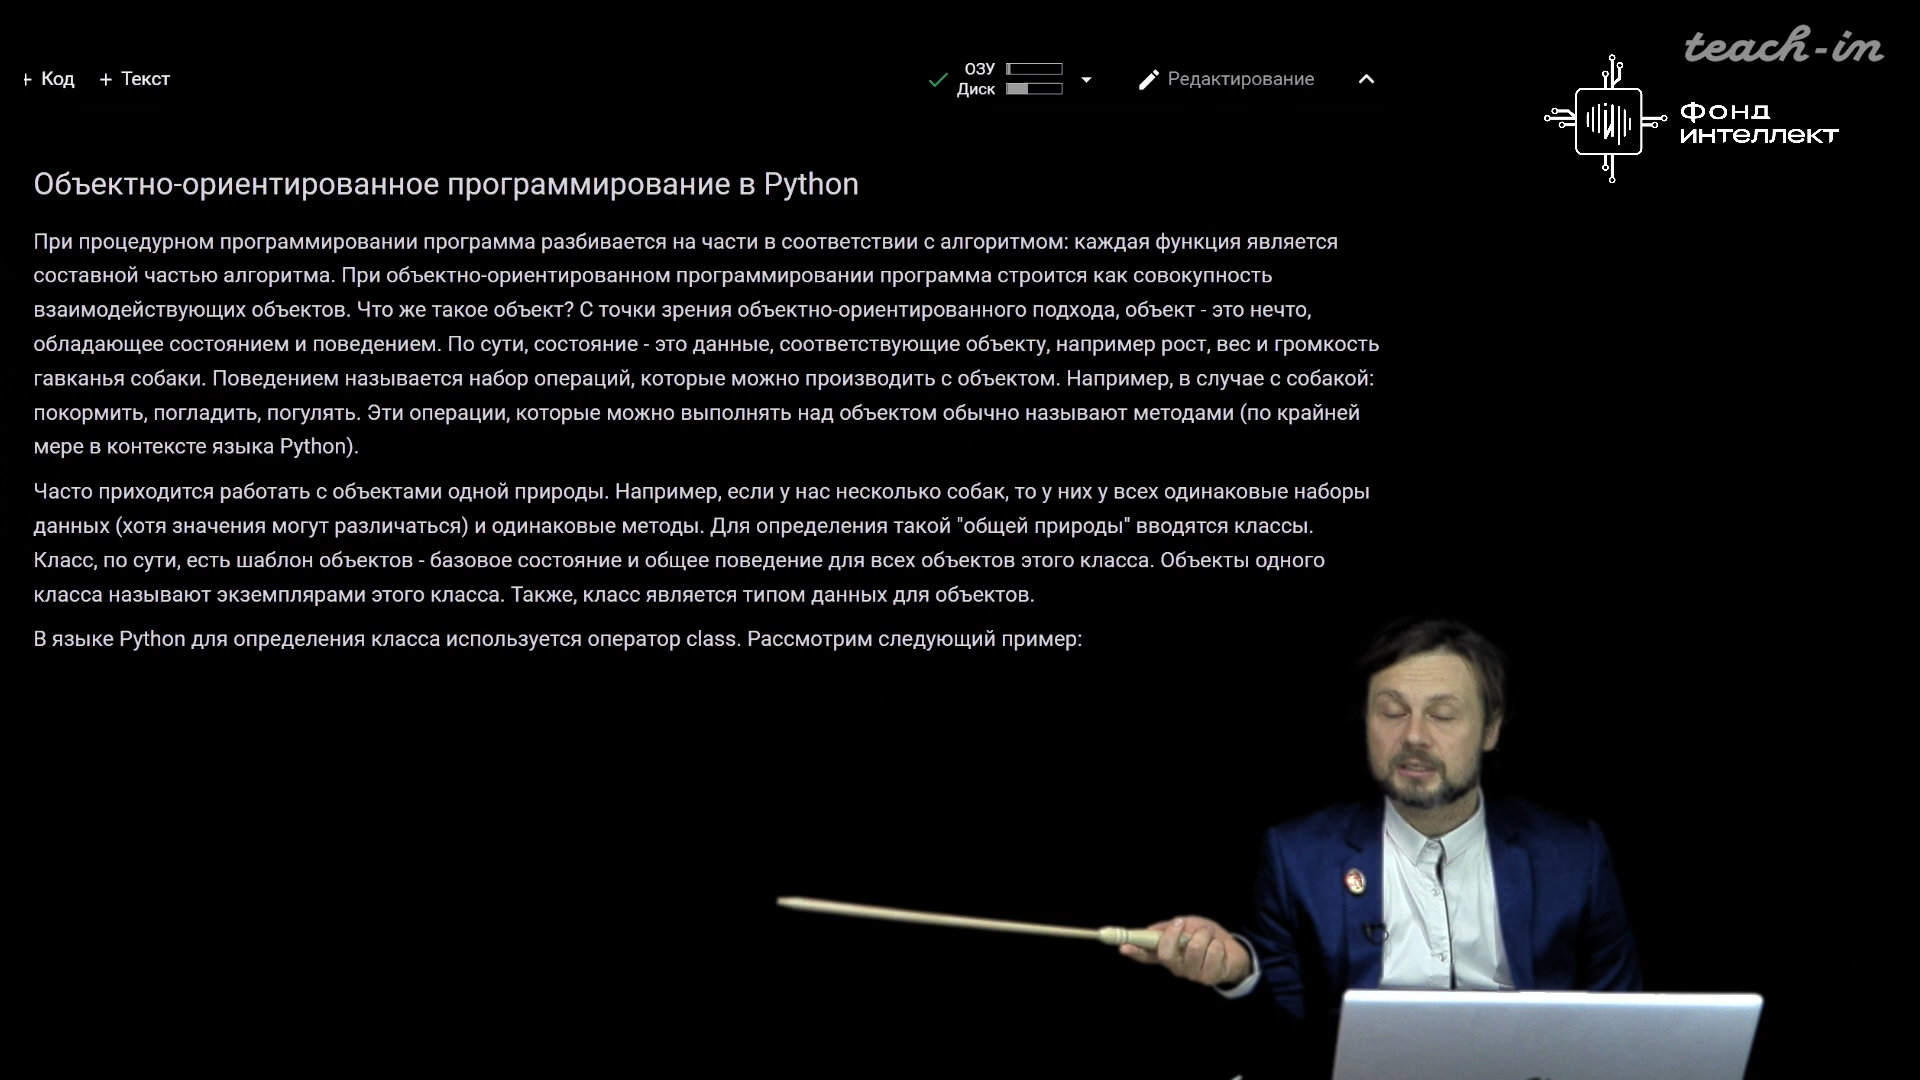 teach-in
+ Код + Текст
ОЗУ
Диск
Редактирование
Фонд
интеллект
Объектно-ориентированное программирование в Python
При процедурном программировании программа разбивается на части в соответствии с алгоритмом: каждая функция является
составной частью алгоритма. При объектно-ориентированном программировании программа строится как совокупность
взаимодействующих объектов. Что же такое объект? С точки зрения объектно-ориентированного подхода, объект - это нечто,
обладающее состоянием и поведением. По сути, состояние - это данные, соответствующие объекту, например рост, вес и громкость
гавканья собаки. Поведением называется набор операций, которые можно производить с объектом. Например, в случае с собакой:
покормить, погладить, погулять. Эти операции, которые можно выполнять над объектом обычно называют методами (по крайней
мере в контексте языка Python).
Часто приходится работать с объектами одной природы. Например, если у нас несколько собак, то у них у всех одинаковые наборы
данных (хотя значения могут различаться) и одинаковые методы. Для определения такой "общей природы" вводятся классы.
Класс, по сути, есть шаблон объектов - базовое состояние и общее поведение для всех объектов этого класса. Объекты одного
класса называют экземплярами этого класса. Также, класс является типом данных для объектов.
В языке Python для определения класса используется оператор class. Рассмотрим следующий пример: